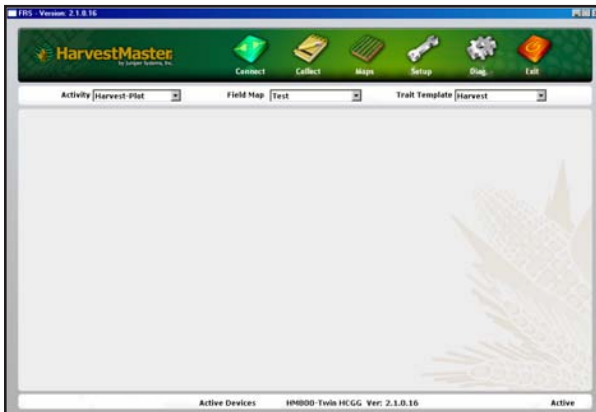 FRS - Version: 2.1.0.16
HarvestMaster
by Juniper Systems, Inc.
Connect Collect Maps Setup Diag. Exit
Activity Harvest-Plot Field Map Test Trait Template Harvest
Active Devices HM800-Twin HCGG Ver: 2.1.0.16 Active